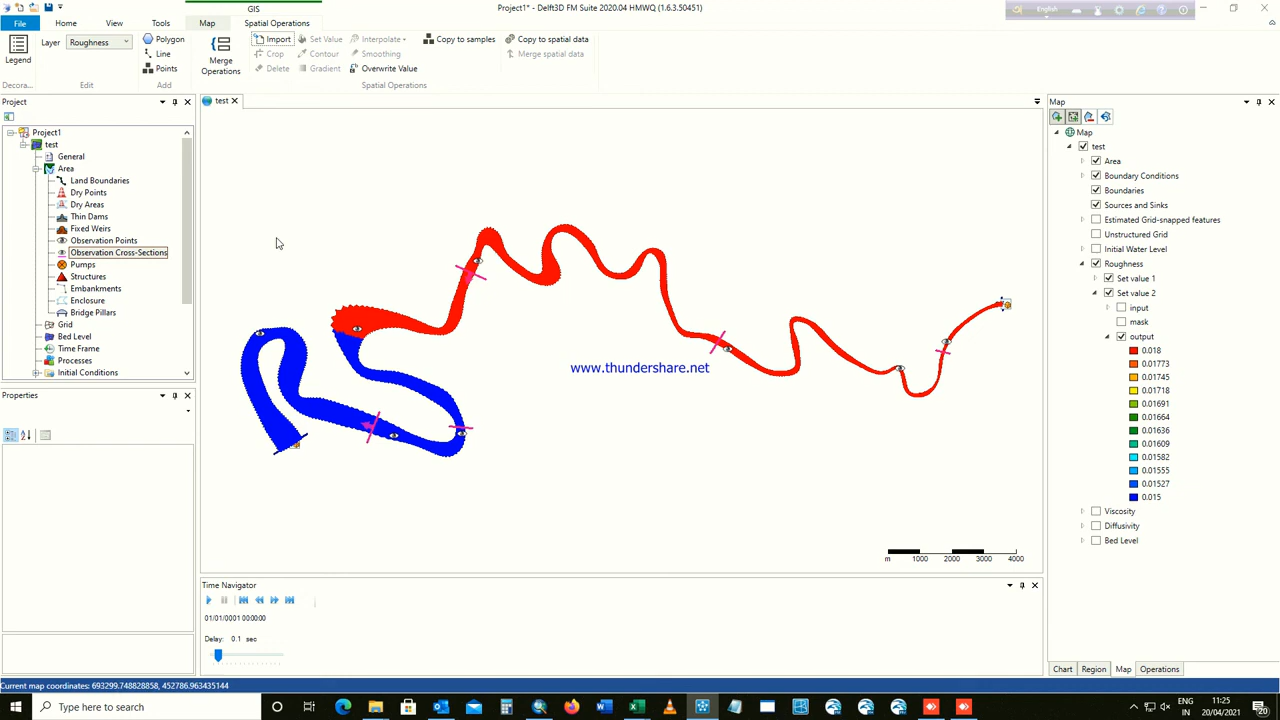 GIS
Project1* - Delft3D FM Suite 2020.04 HMWQ (1.6.3.50451)
English
File
Home
View
Tools
Map
Spatial Operations
Legend
Layer
Roughness
Polygon
Line
Points
Merge Operations
Import
Crop
Delete
Set Value
Contour
Gradient
Interpolate
Smoothing
Overwrite Value
Copy to samples
Copy to spatial data
Merge spatial data
Decora...
Edit
Add
Spatial Operations
Project
Project1
test
General
Area
Land Boundaries
Dry Points
Dry Areas
Thin Dams
Fixed Weirs
Observation Points
Observation Cross-Sections
Pumps
Structures
Embankments
Enclosure
Bridge Pillars
Grid
Bed Level
Time Frame
Processes
Initial Conditions
Properties
test
www.thundershare.net
m 1000 2000 3000 4000
Time Navigator
01/01/0001 00:00:00
Delay: 0.1 sec
Map
Map
test
Area
Boundary Conditions
Boundaries
Sources and Sinks
Estimated Grid-snapped features
Unstructured Grid
Initial Water Level
Roughness
Set value 1
Set value 2
input
mask
output
0.018
0.01773
0.01745
0.01718
0.01691
0.01664
0.01636
0.01609
0.01582
0.01555
0.01527
0.015
Viscosity
Diffusivity
Bed Level
Chart
Region
Map
Operations
Current map coordinates: 693299.748828858, 452786.963435144
Type here to search
ENG
IN
11:25
20/04/2021
20